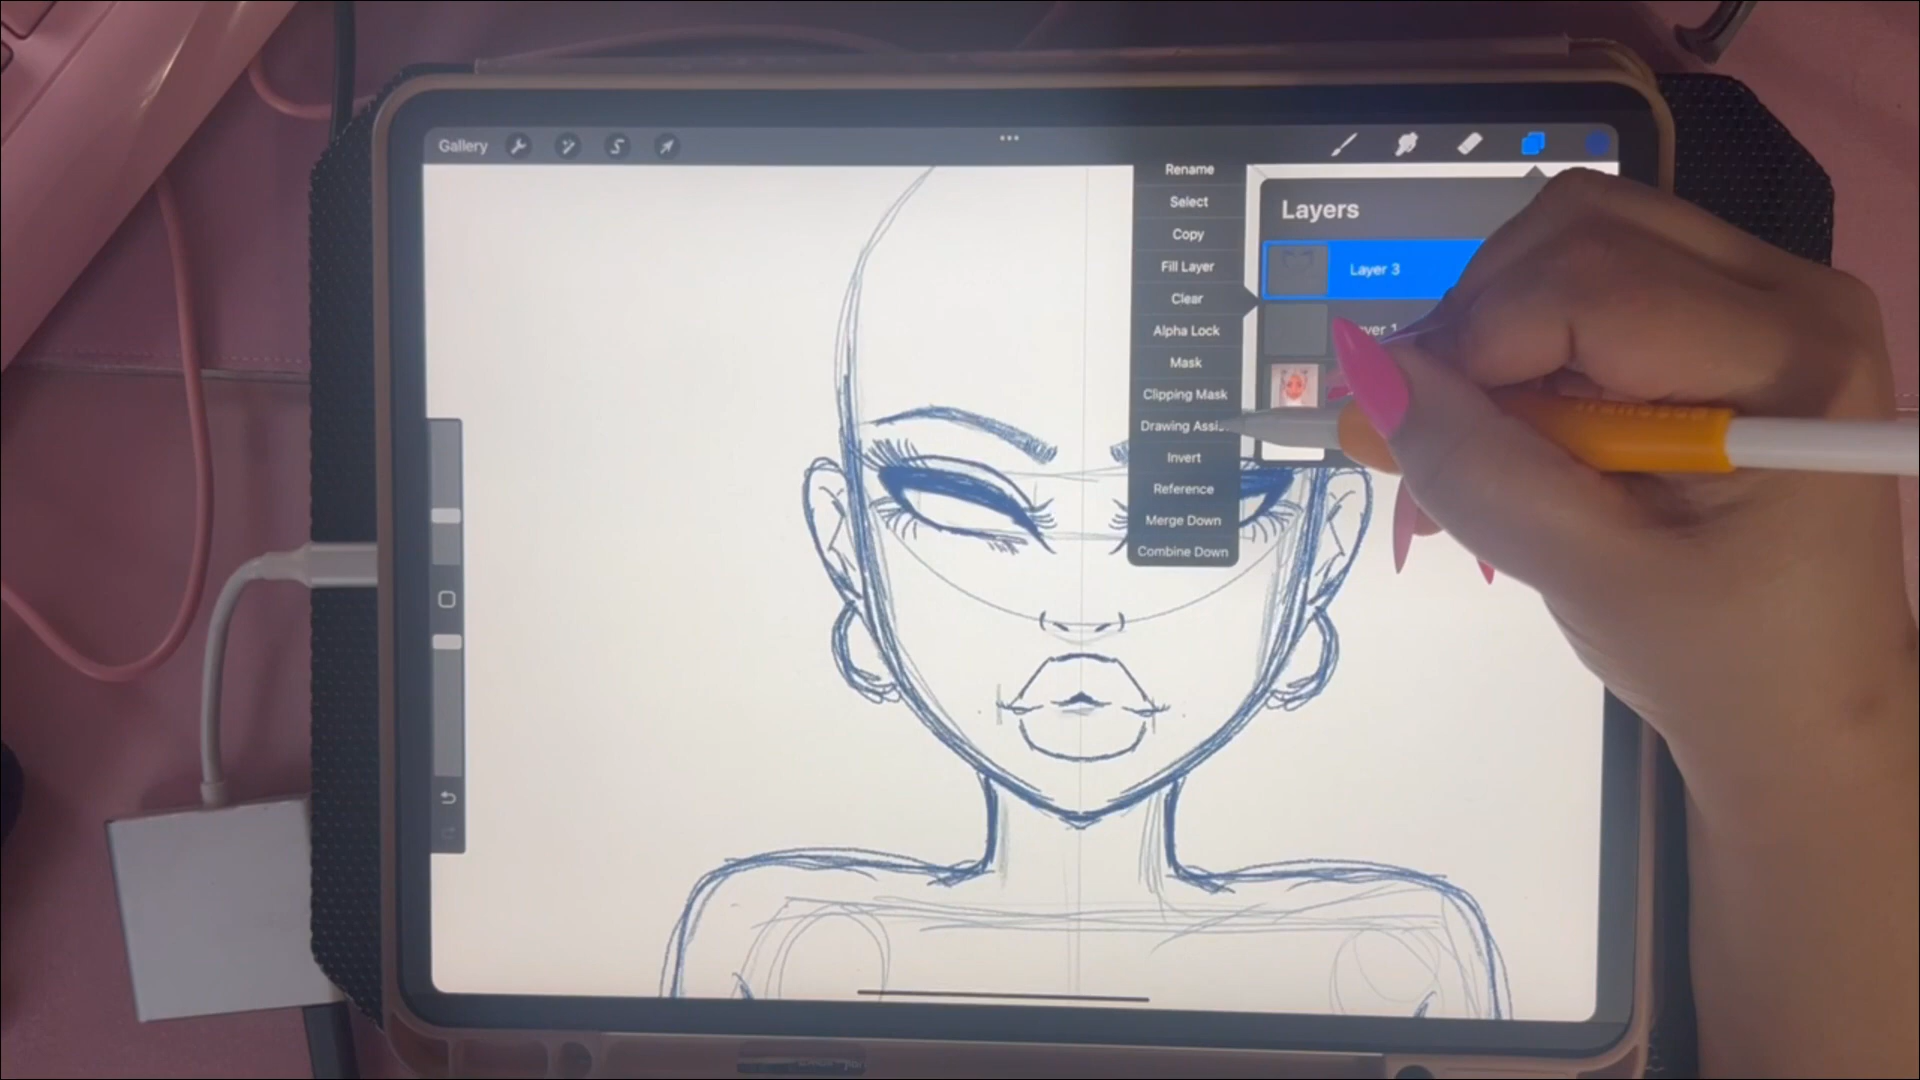 Gallery
Rename
Select
Copy
Fill Layer
Clear
Alpha Lock
Mask
Clipping Mask
Drawing
Invert
Reference
Merge Down
Combine Down
Layers
Layer 3